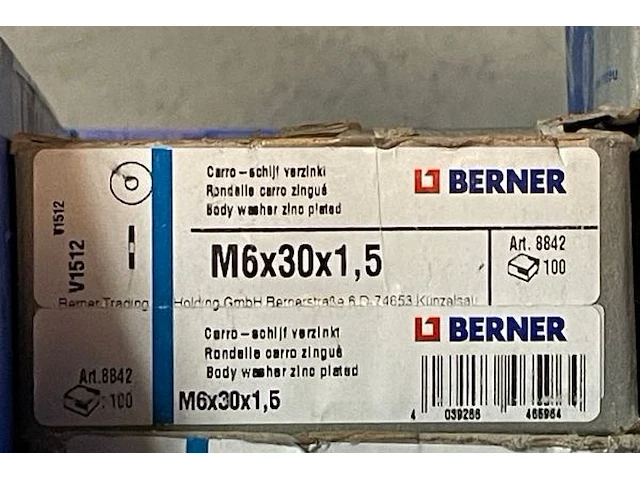 V1512
V1512
Carro-schijf verzinkt
Rondelle carro zingué
Body washer zinc plated
BERNER
M6x30x1,5
Art. 8842
100
Berner Trading Holding GmbH Bernerstraße 6 D-74653 Künzelsau
Carro-schijf verzinkt
Rondelle carro zingué
Body washer zinc plated
BERNER
Art.8842
:100
M6x30x1,5
4 039286 465964